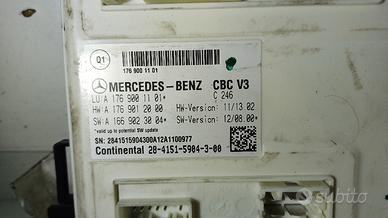 Q1
176 900 11 01
MERCEDES-BENZ CBC V3
LU:A 176 900 11 01* C 246
HW:A 176 901 20 00 HW-Version: 11/13.02
SW:A 166 902 30 04* SW-Version: 12/08.00*
*valid up to potential SW update
SN: 2841515904300A12A1100977
Continental 28-4151-5904-3-00
subito